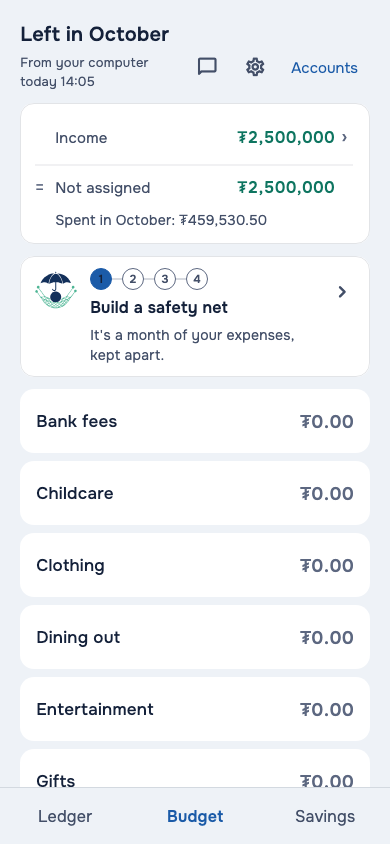 Left in October
From your computer
today 14:05
Accounts
Income ₮2,500,000 ›
= Not assigned ₮2,500,000
Spent in October: ₮459,530.50
1 2 3 4
Build a safety net
It's a month of your expenses,
kept apart.
Bank fees ₮0.00
Childcare ₮0.00
Clothing ₮0.00
Dining out ₮0.00
Entertainment ₮0.00
Gifts ₮0.00
Ledger Budget Savings